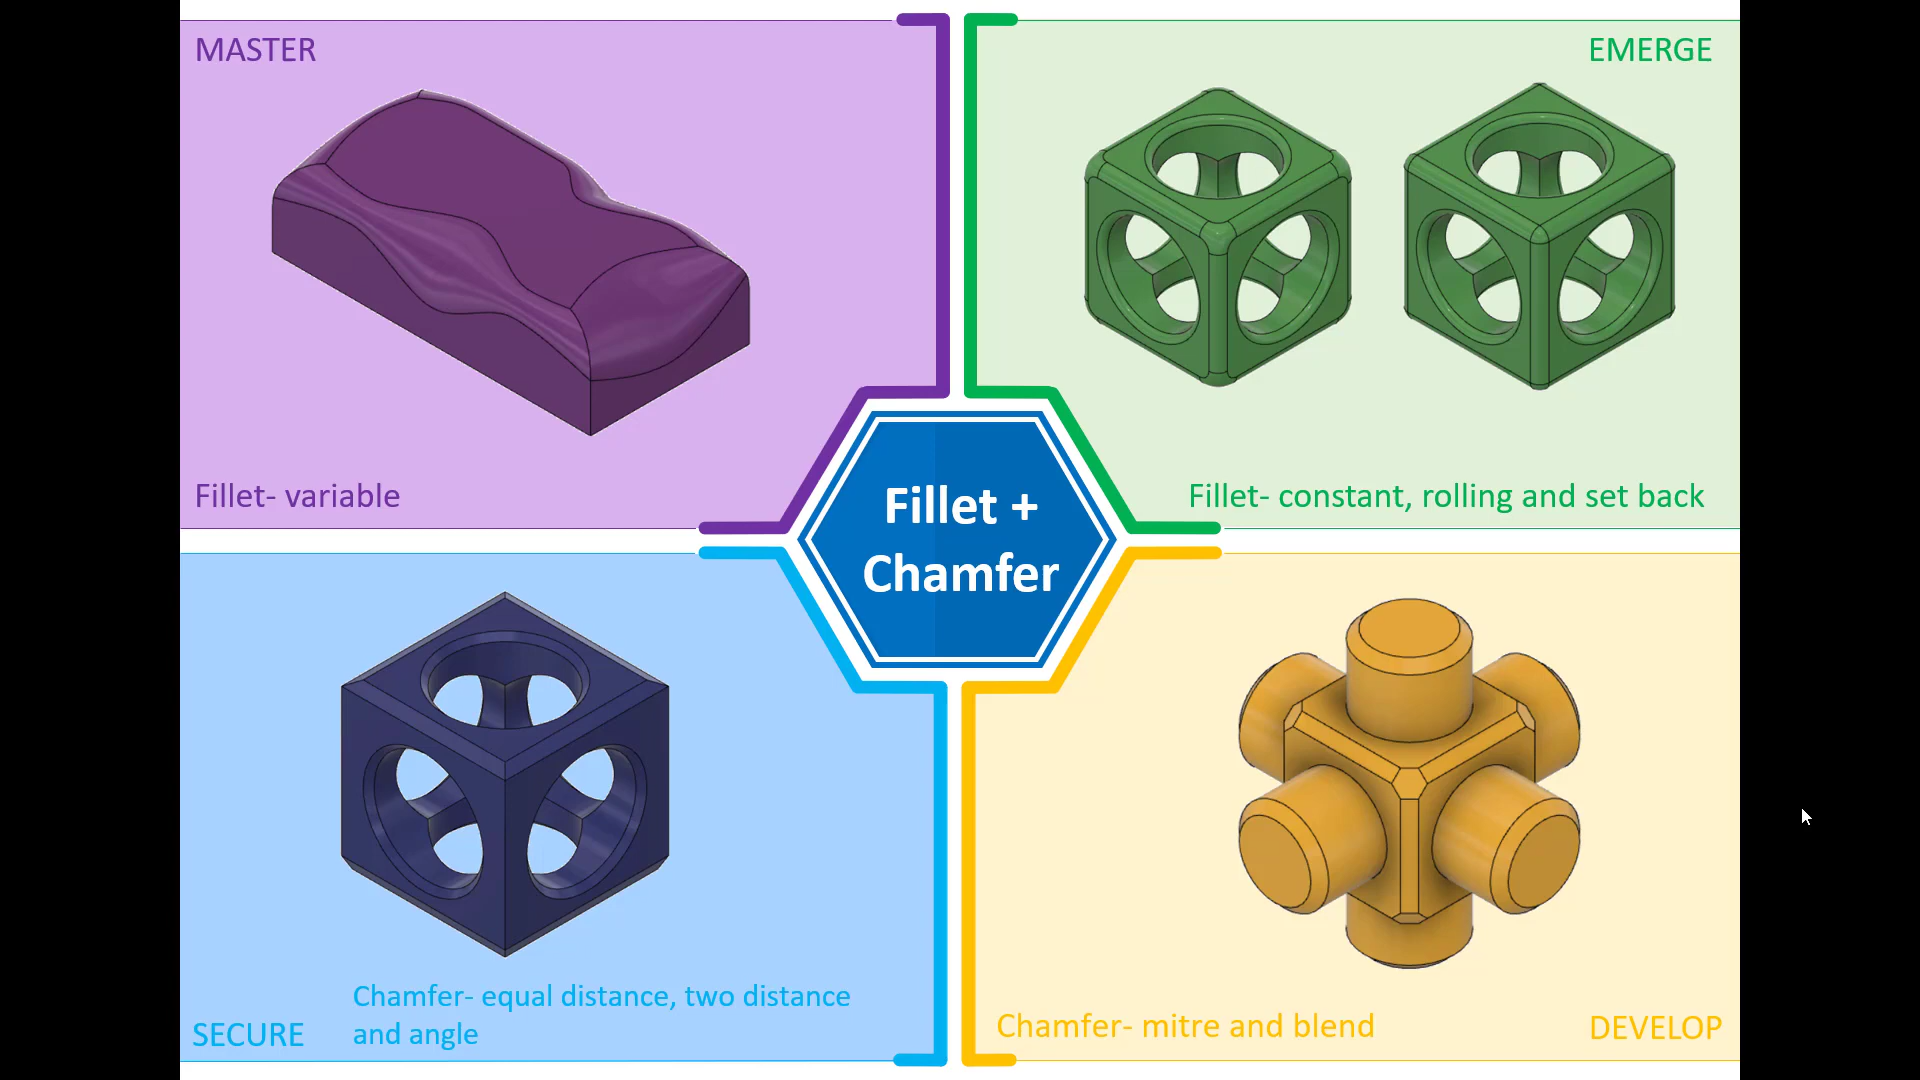 MASTER
EMERGE
Fillet- variable
Fillet- constant, rolling and set back
Fillet +
Chamfer
Chamfer- equal distance, two distance
and angle
SECURE
Chamfer- mitre and blend
DEVELOP